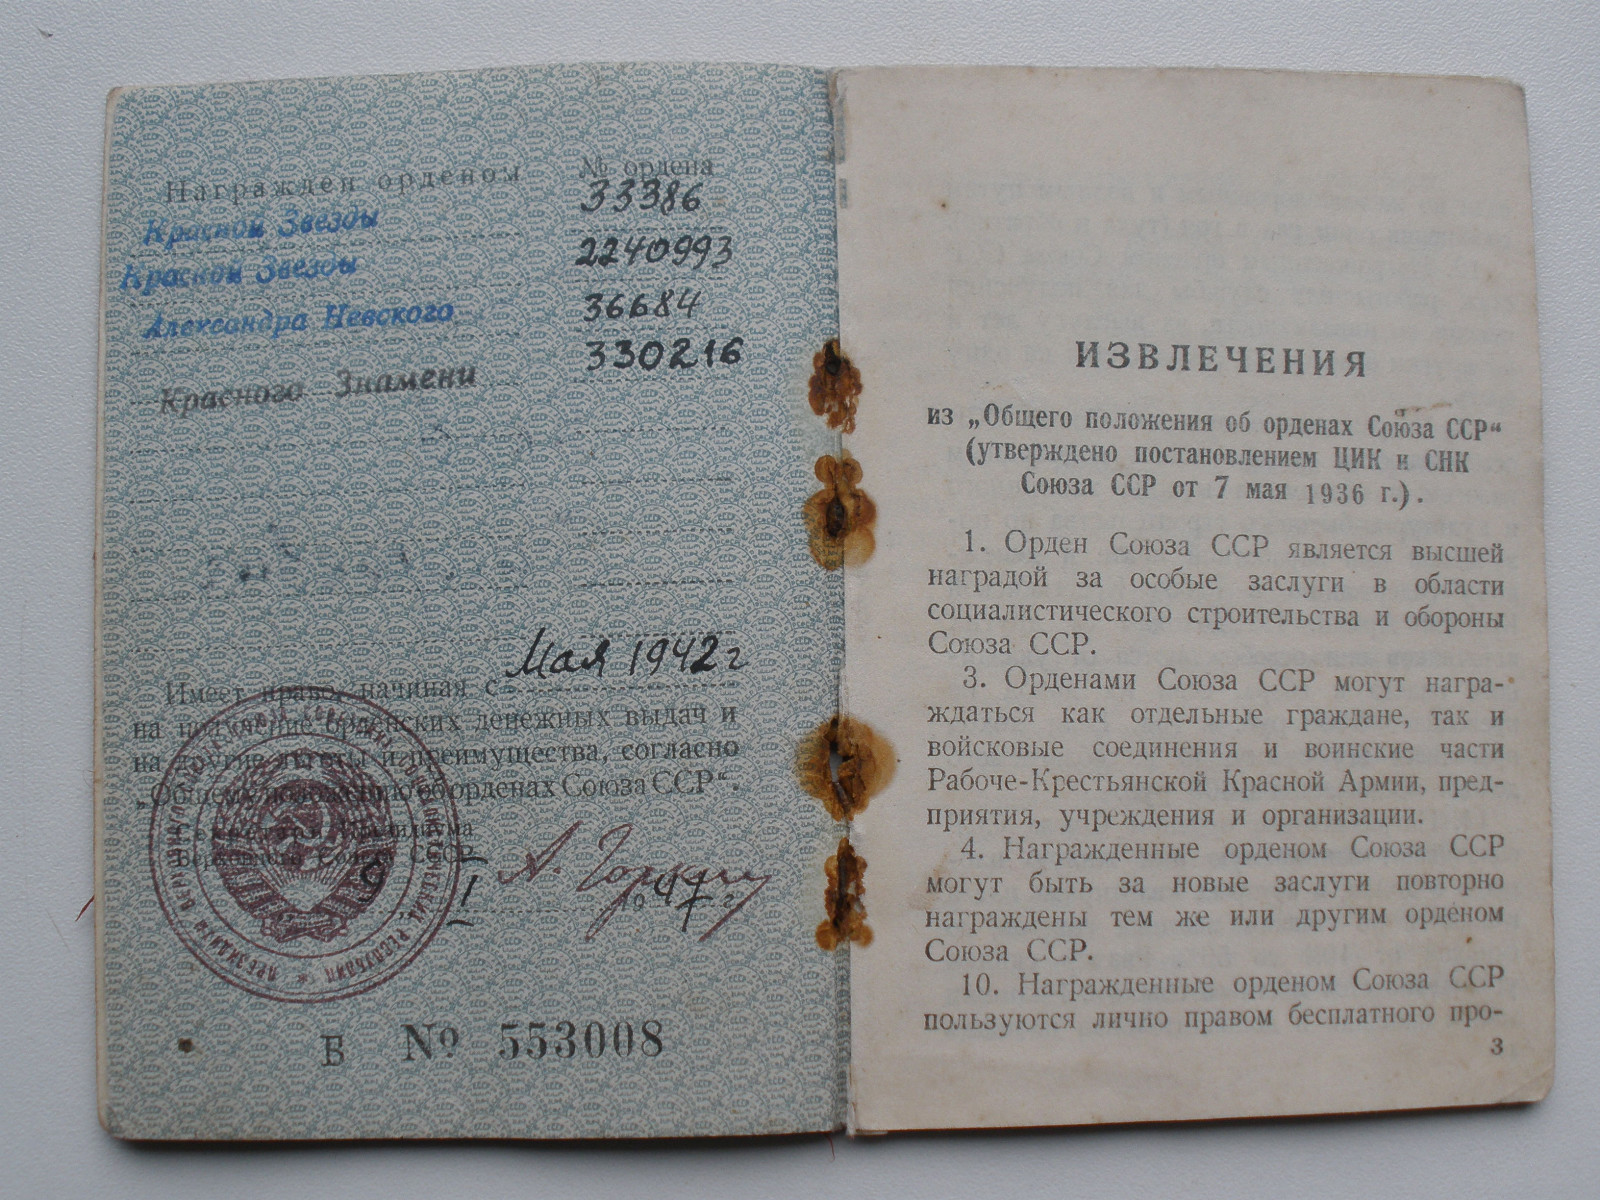 Награжден орденом № ордена
Красной Звезды 33386
Красной Звезды 2240993
Александра Невского 36684
Красного Знамени 330216
Имеет право, начиная с Мая 1942 г
на получение орденских денежных выдач и
на другие льготы и преимущества, согласно
„Общему положению об орденах Союза ССР“.
Секретарь Президиума
Верховного Совета СССР А. Горкин
9 I 1947 г.
Б № 553008
ИЗВЛЕЧЕНИЯ
из „Общего положения об орденах Союза ССР“
(утверждено постановлением ЦИК и СНК
Союза ССР от 7 мая 1936 г.).
1. Орден Союза ССР является высшей
наградой за особые заслуги в области
социалистического строительства и обороны
Союза ССР.
3. Орденами Союза ССР могут награ-
ждаться как отдельные граждане, так и
войсковые соединения и воинские части
Рабоче-Крестьянской Красной Армии, пред-
приятия, учреждения и организации.
4. Награжденные орденом Союза ССР
могут быть за новые заслуги повторно
награждены тем же или другим орденом
Союза ССР.
10. Награжденные орденом Союза ССР
пользуются лично правом бесплатного про-
3